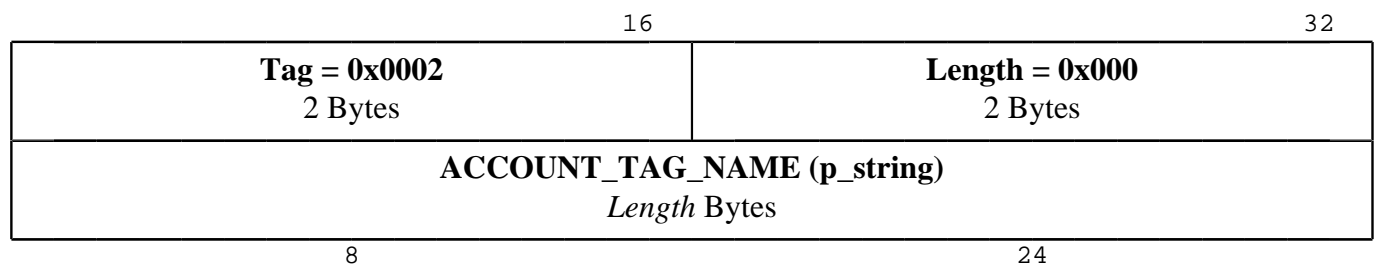 16 32
Tag = 0x0002 Length = 0x000
2 Bytes 2 Bytes
ACCOUNT_TAG_NAME (p_string)
Length Bytes
8 24